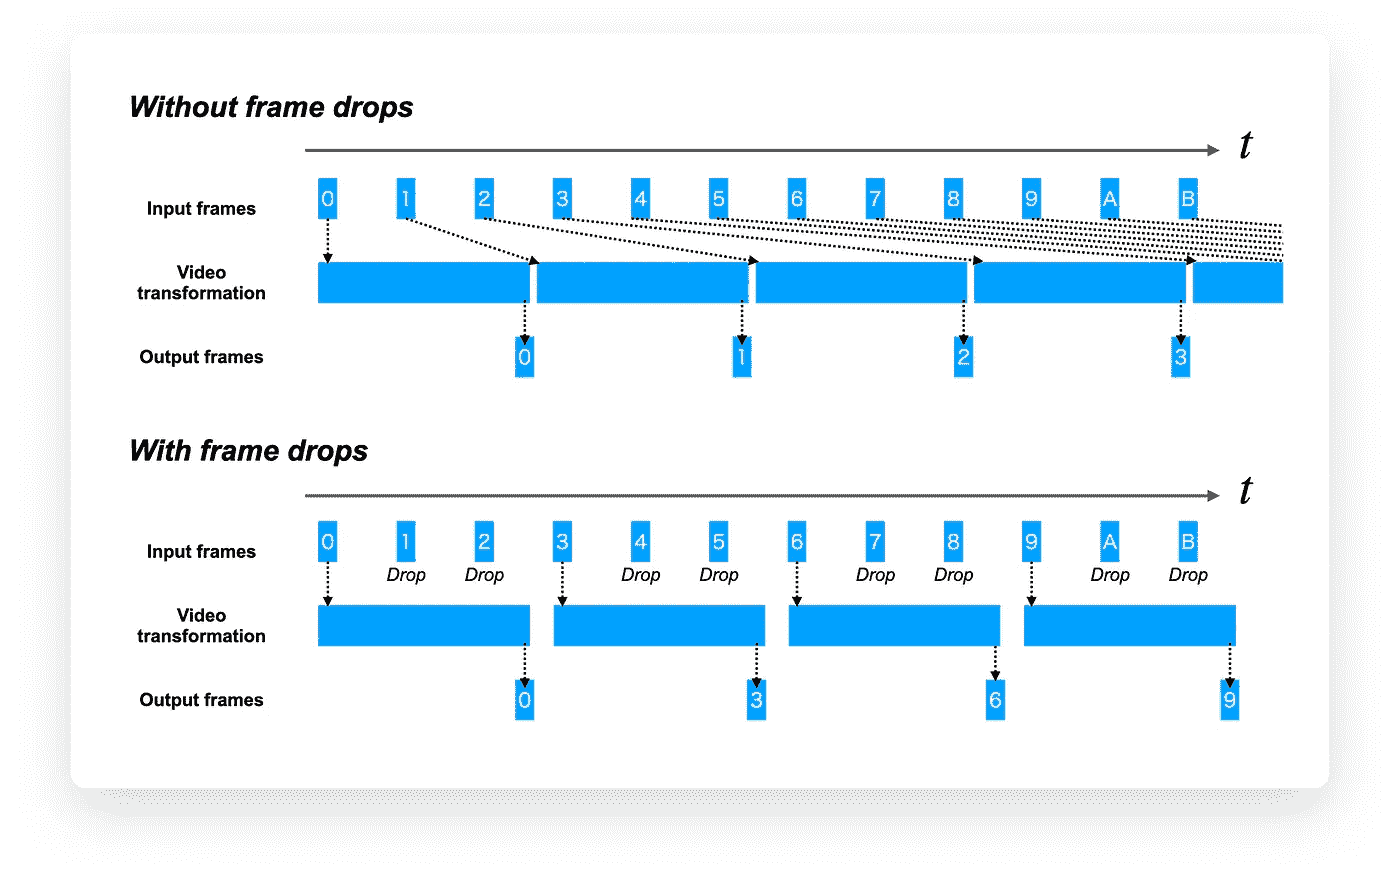 Without frame drops
t
Input frames 0 1 2 3 4 5 6 7 8 9 A B
Video
transformation
Output frames 0 1 2 3
With frame drops
t
Input frames 0 1 2 3 4 5 6 7 8 9 A B
Drop Drop Drop Drop Drop Drop Drop Drop
Video
transformation
Output frames 0 3 6 9